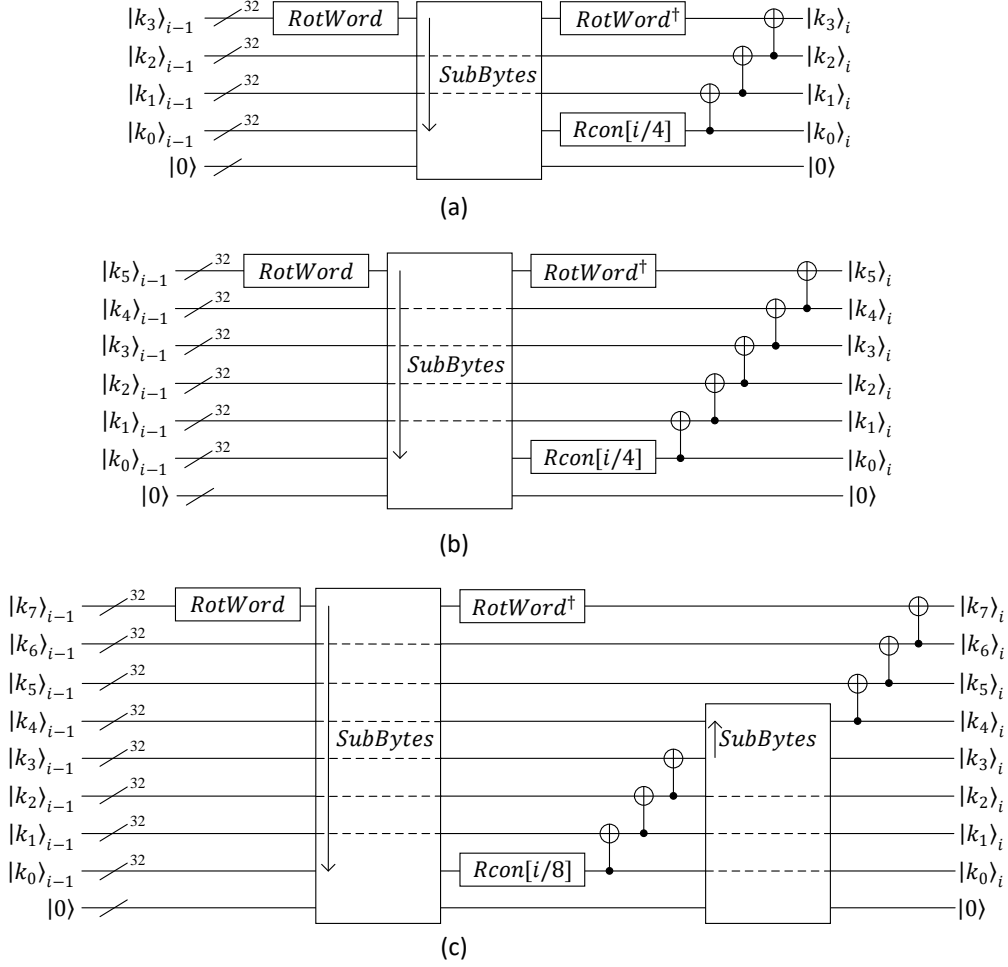 |k₃⟩ᵢ₋₁ 32 RotWord RotWord† |k₃⟩ᵢ
|k₂⟩ᵢ₋₁ 32 |k₂⟩ᵢ
SubBytes
|k₁⟩ᵢ₋₁ 32 |k₁⟩ᵢ
|k₀⟩ᵢ₋₁ 32 Rcon[i/4] |k₀⟩ᵢ
|0⟩ |0⟩
(a)
|k₅⟩ᵢ₋₁ 32 RotWord RotWord† |k₅⟩ᵢ
|k₄⟩ᵢ₋₁ 32 |k₄⟩ᵢ
|k₃⟩ᵢ₋₁ 32 |k₃⟩ᵢ
SubBytes
|k₂⟩ᵢ₋₁ 32 |k₂⟩ᵢ
|k₁⟩ᵢ₋₁ 32 |k₁⟩ᵢ
|k₀⟩ᵢ₋₁ 32 Rcon[i/4] |k₀⟩ᵢ
|0⟩ |0⟩
(b)
|k₇⟩ᵢ₋₁ 32 RotWord RotWord† |k₇⟩ᵢ
|k₆⟩ᵢ₋₁ 32 |k₆⟩ᵢ
|k₅⟩ᵢ₋₁ 32 |k₅⟩ᵢ
|k₄⟩ᵢ₋₁ 32 |k₄⟩ᵢ
SubBytes SubBytes
|k₃⟩ᵢ₋₁ 32 |k₃⟩ᵢ
|k₂⟩ᵢ₋₁ 32 |k₂⟩ᵢ
|k₁⟩ᵢ₋₁ 32 |k₁⟩ᵢ
|k₀⟩ᵢ₋₁ 32 Rcon[i/8] |k₀⟩ᵢ
|0⟩ |0⟩
(c)